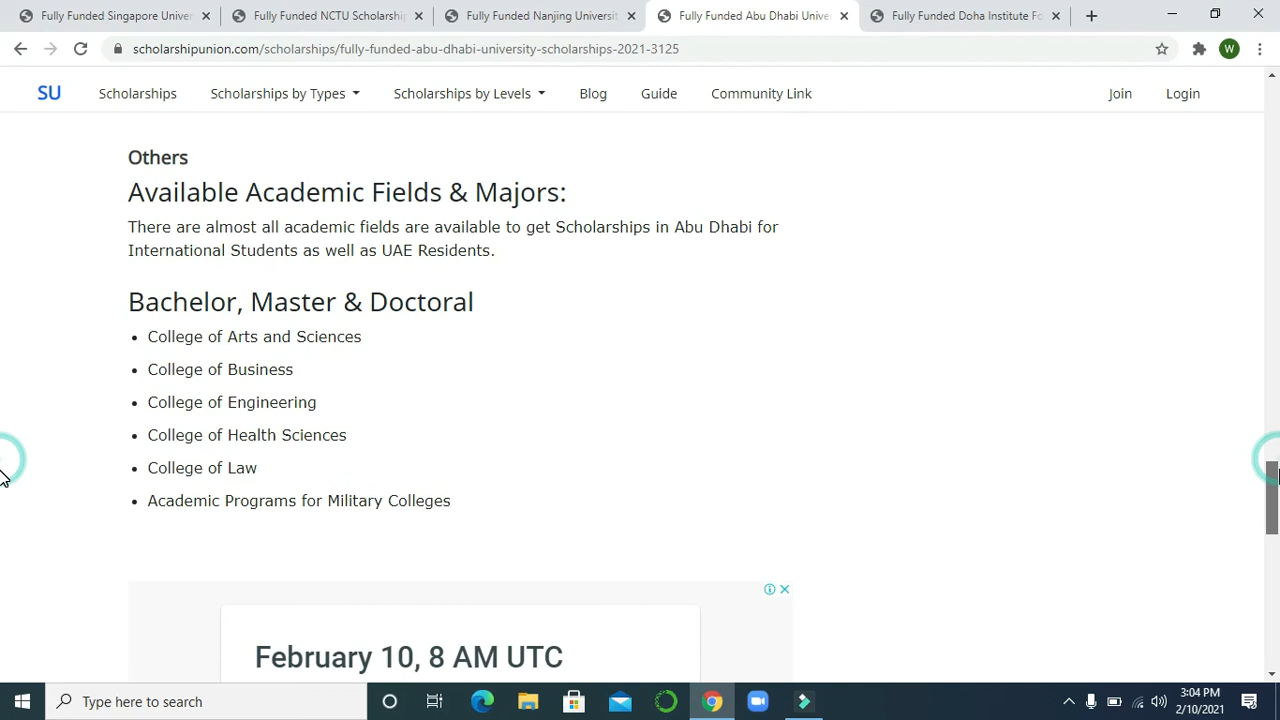 Fully Funded Singapore Univer
Fully Funded NCTU Scholarship
Fully Funded Nanjing Universit
Fully Funded Abu Dhabi Unive
Fully Funded Doha Institute Fo
scholarshipunion.com/scholarships/fully-funded-abu-dhabi-university-scholarships-2021-3125
W
SU
Scholarships
Scholarships by Types
Scholarships by Levels
Blog
Guide
Community Link
Join
Login
Others
Available Academic Fields & Majors:
There are almost all academic fields are available to get Scholarships in Abu Dhabi for
International Students as well as UAE Residents.
Bachelor, Master & Doctoral
• College of Arts and Sciences
• College of Business
• College of Engineering
• College of Health Sciences
• College of Law
• Academic Programs for Military Colleges
February 10, 8 AM UTC
Type here to search
3:04 PM
2/10/2021